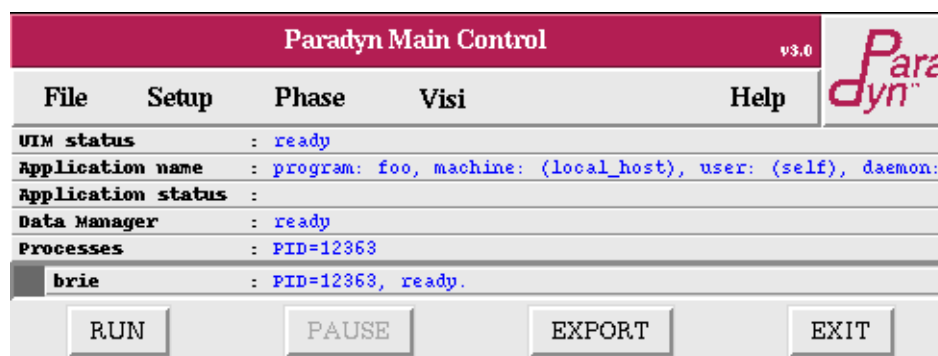 Paradyn Main Control v3.0
Para
dyn™
File Setup Phase Visi Help
UIM status : ready
Application name : program: foo, machine: (local_host), user: (self), daemon:
Application status :
Data Manager : ready
Processes : PID=12363
brie : PID=12363, ready.
RUN PAUSE EXPORT EXIT